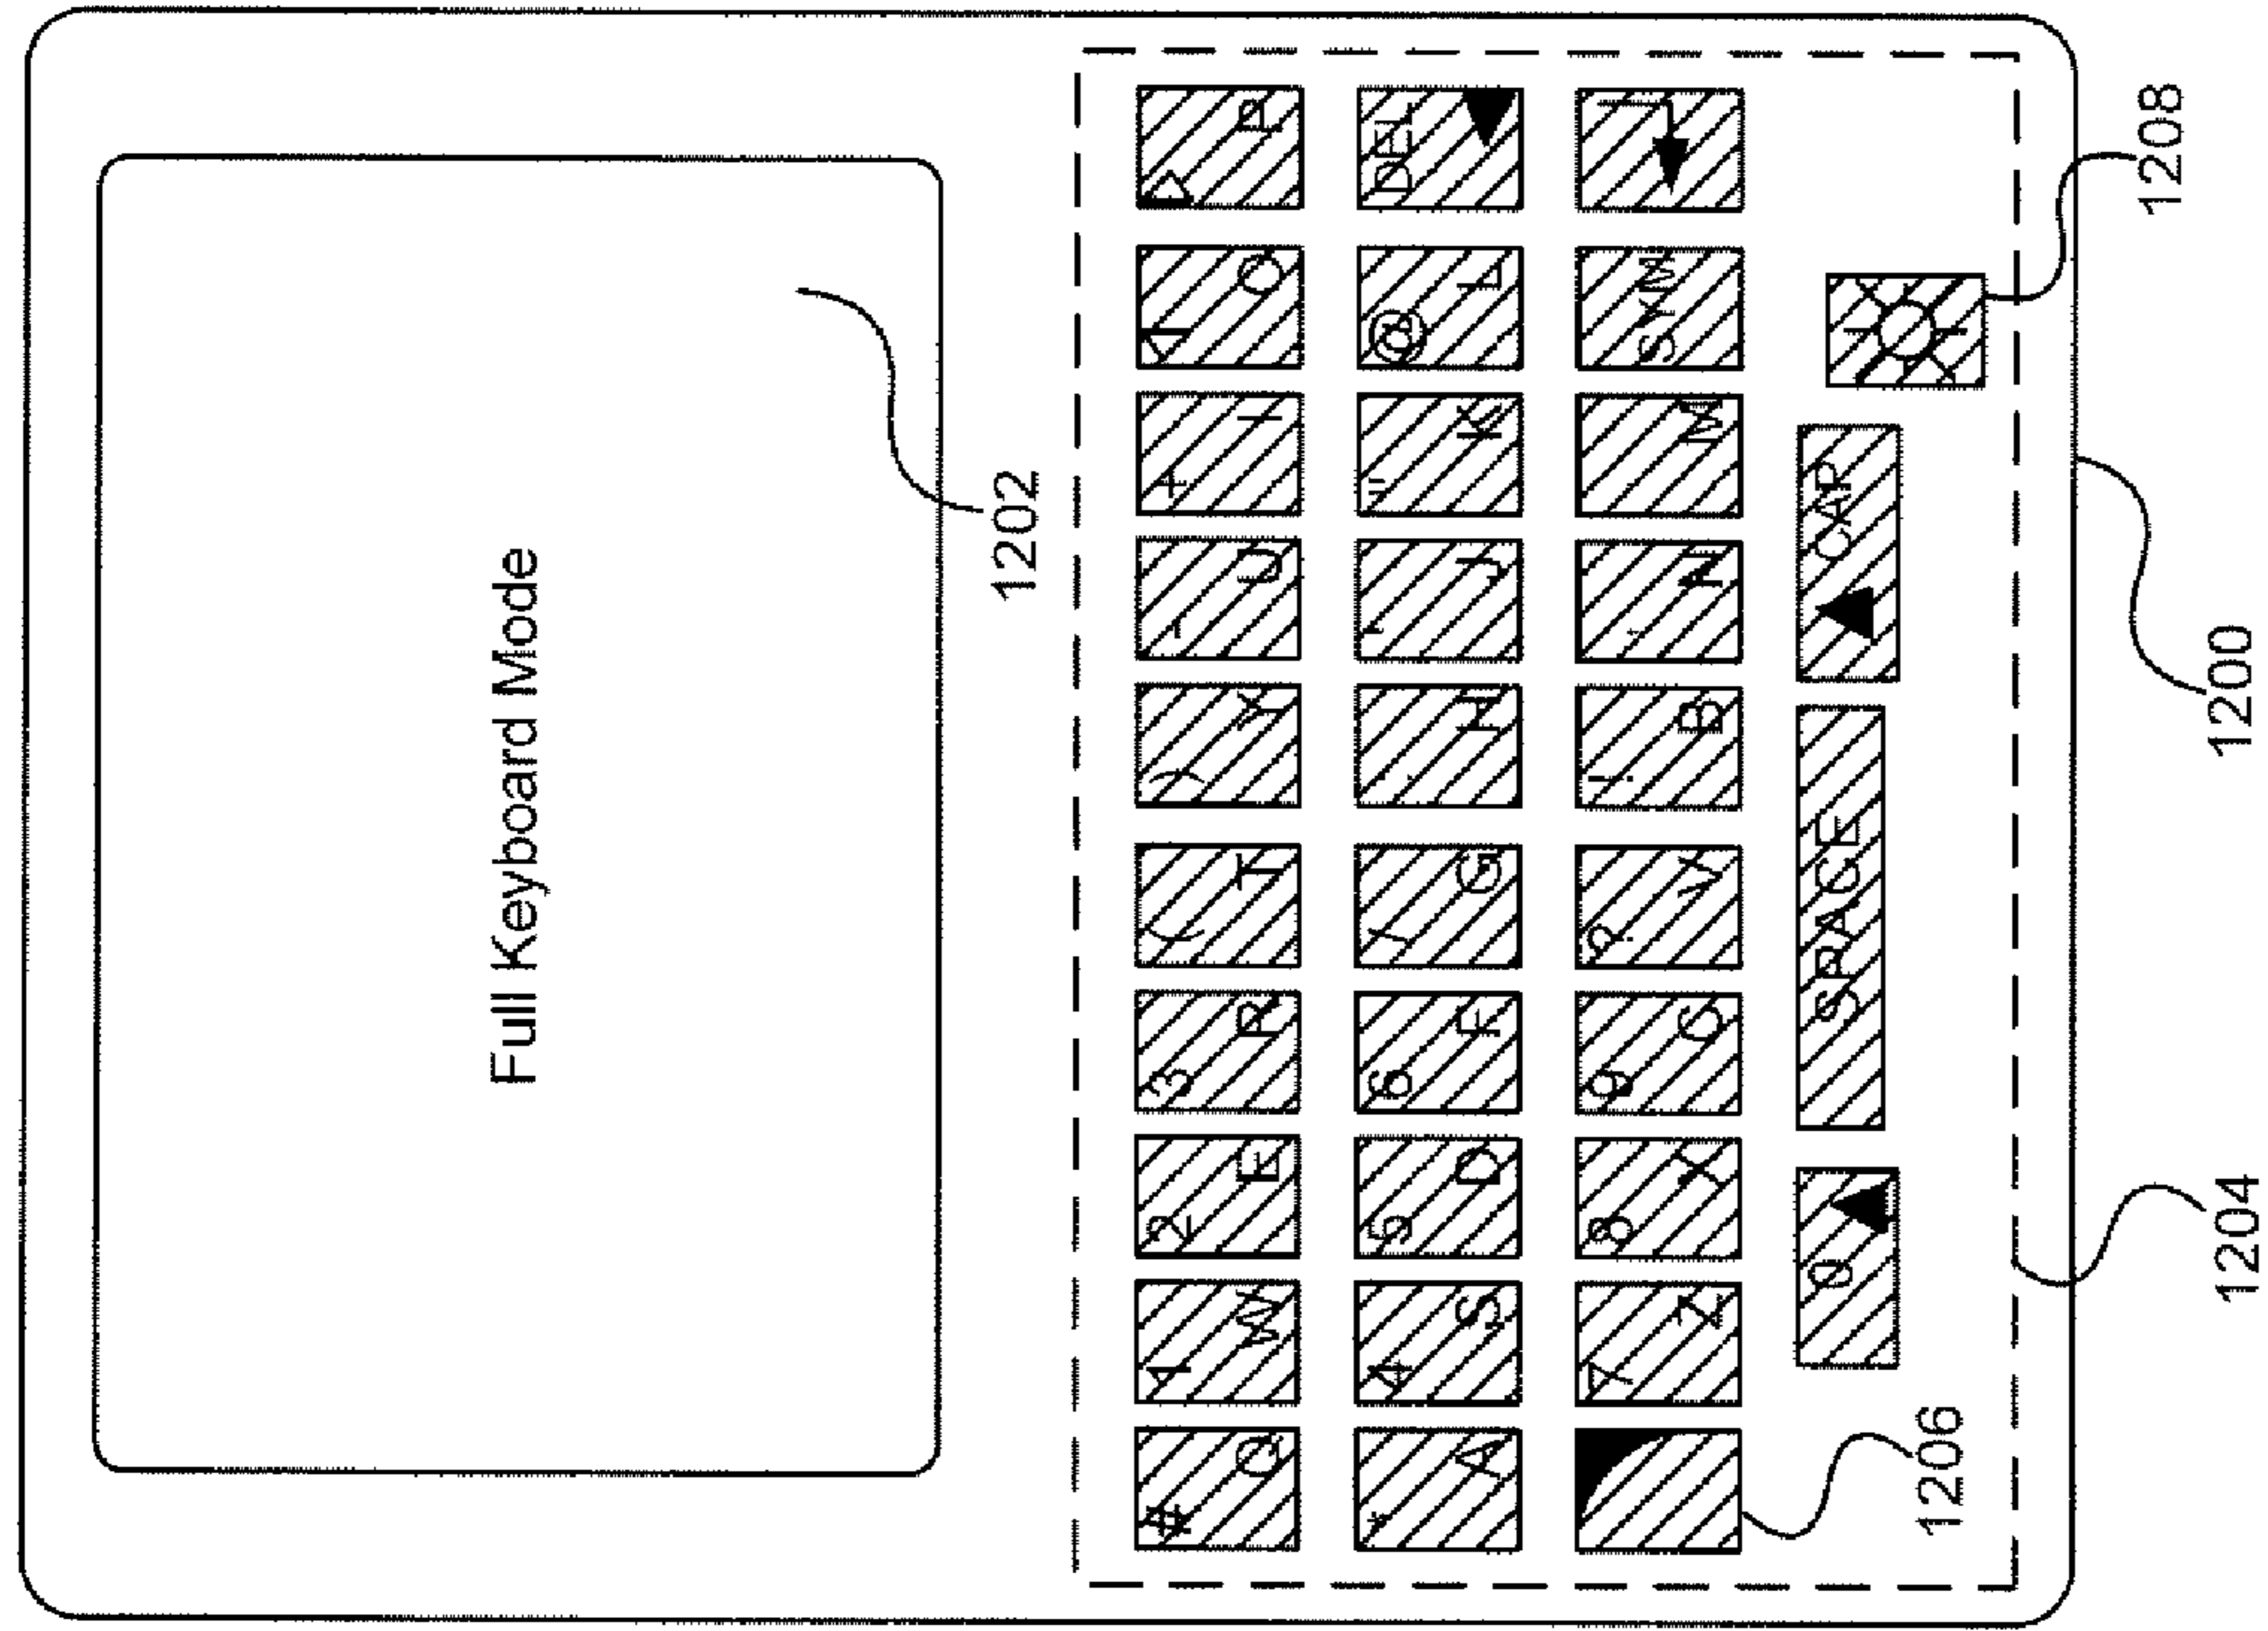 Full Keyboard Mode
1202
# Q 1 W 2 E 3 R ( T ) Y - U + I O P
* A 4 S 5 D 6 F / G . H ' J " K @ L DEL
7 Z 8 X 9 C ? V ! B , N M SYM
0 SPACE CAP
1206
1208
1204
1200